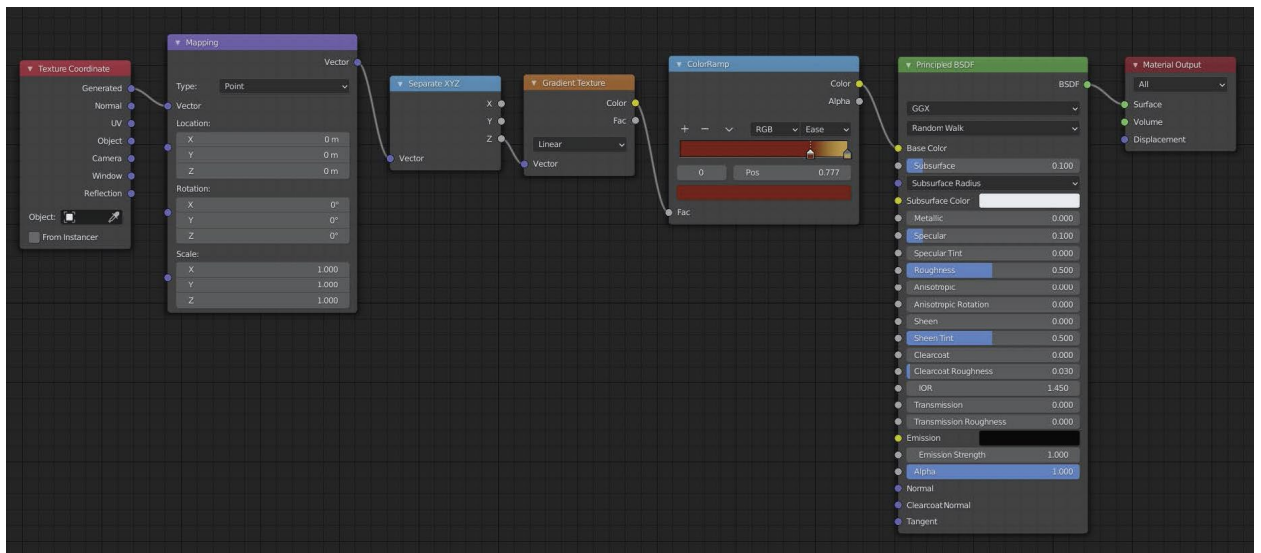 Texture Coordinate
Generated
Normal
UV
Object
Camera
Window
Reflection
Object:
From Instancer
Mapping
Vector
Type: Point
Vector
Location:
X 0 m
Y 0 m
Z 0 m
Rotation:
X 0°
Y 0°
Z 0°
Scale:
X 1.000
Y 1.000
Z 1.000
Separate XYZ
X
Y
Z
Vector
Gradient Texture
Color
Fac
Linear
Vector
ColorRamp
Color
Alpha
+ − RGB Ease
0 Pos 0.777
Fac
Principled BSDF
BSDF
GGX
Random Walk
Base Color
Subsurface 0.100
Subsurface Radius
Subsurface Color
Metallic 0.000
Specular 0.100
Specular Tint 0.000
Roughness 0.500
Anisotropic 0.000
Anisotropic Rotation 0.000
Sheen 0.000
Sheen Tint 0.500
Clearcoat 0.000
Clearcoat Roughness 0.030
IOR 1.450
Transmission 0.000
Transmission Roughness 0.000
Emission
Emission Strength 1.000
Alpha 1.000
Normal
Clearcoat Normal
Tangent
Material Output
All
Surface
Volume
Displacement